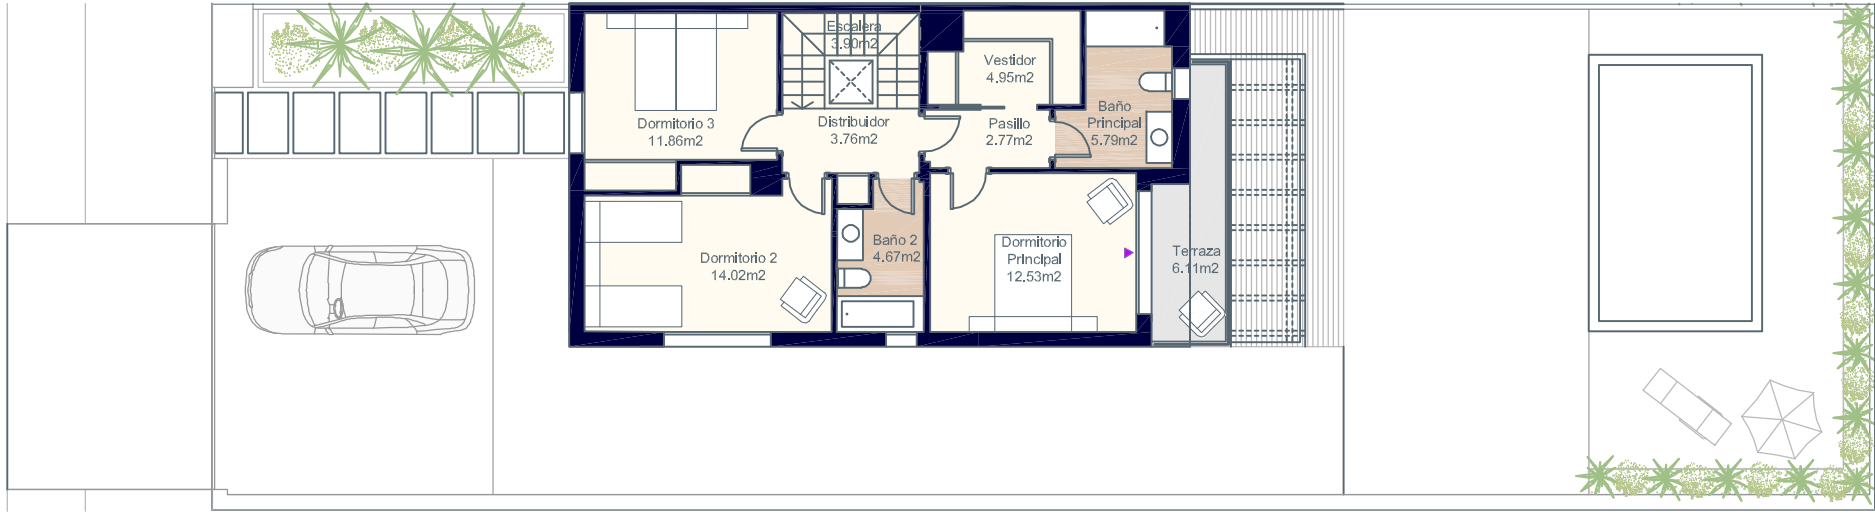 Escalera
3.90m2
Vestidor
4.95m2
Dormitorio 3
11.86m2
Distribuidor
3.76m2
Pasillo
2.77m2
Baño
Principal
5.79m2
Dormitorio 2
14.02m2
Baño 2
4.67m2
Dormitorio
Principal
12.53m2
Terraza
6.11m2